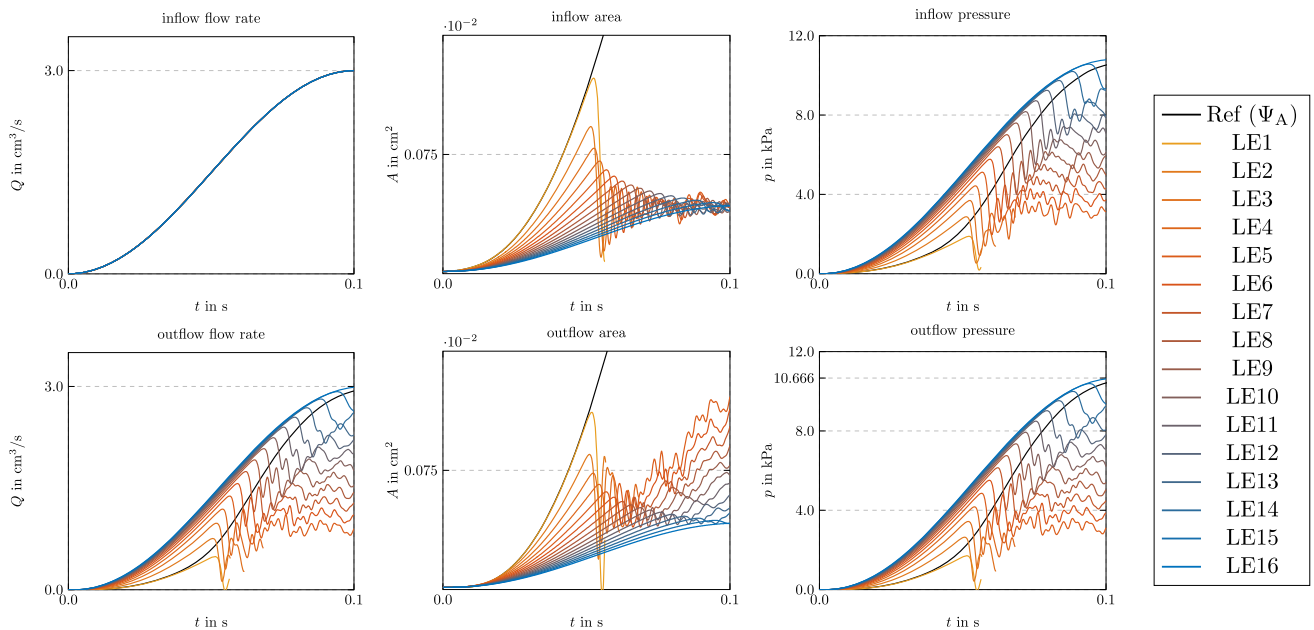 inflow flow rate
3.0
0.0
0.0
0.1
Q in cm³/s
t in s
inflow area
·10⁻²
0.075
0.0
0.1
A in cm²
t in s
inflow pressure
12.0
8.0
4.0
0.0
0.0
0.1
p in kPa
t in s
outflow flow rate
3.0
0.0
0.0
0.1
Q in cm³/s
t in s
outflow area
·10⁻²
0.075
0.0
0.1
A in cm²
t in s
outflow pressure
12.0
10.666
8.0
4.0
0.0
0.0
0.1
p in kPa
t in s
Ref (Ψ_A)
LE1
LE2
LE3
LE4
LE5
LE6
LE7
LE8
LE9
LE10
LE11
LE12
LE13
LE14
LE15
LE16